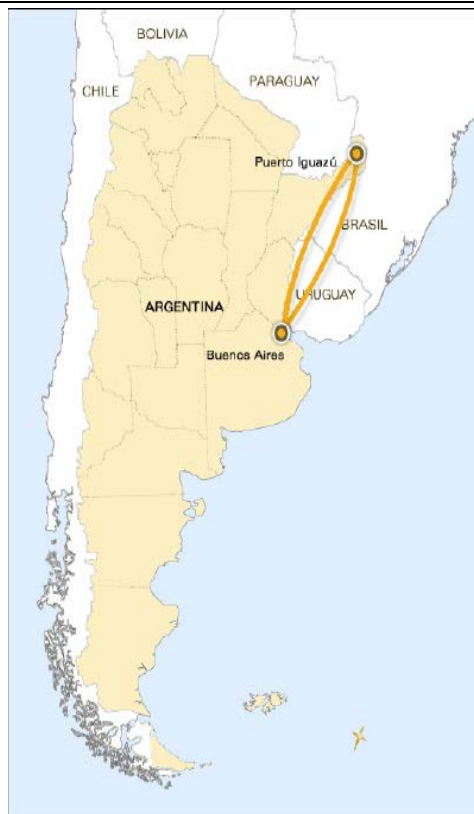 BOLIVIA
PARAGUAY
CHILE
Puerto Iguazú
BRASIL
URUGUAY
ARGENTINA
Buenos Aires